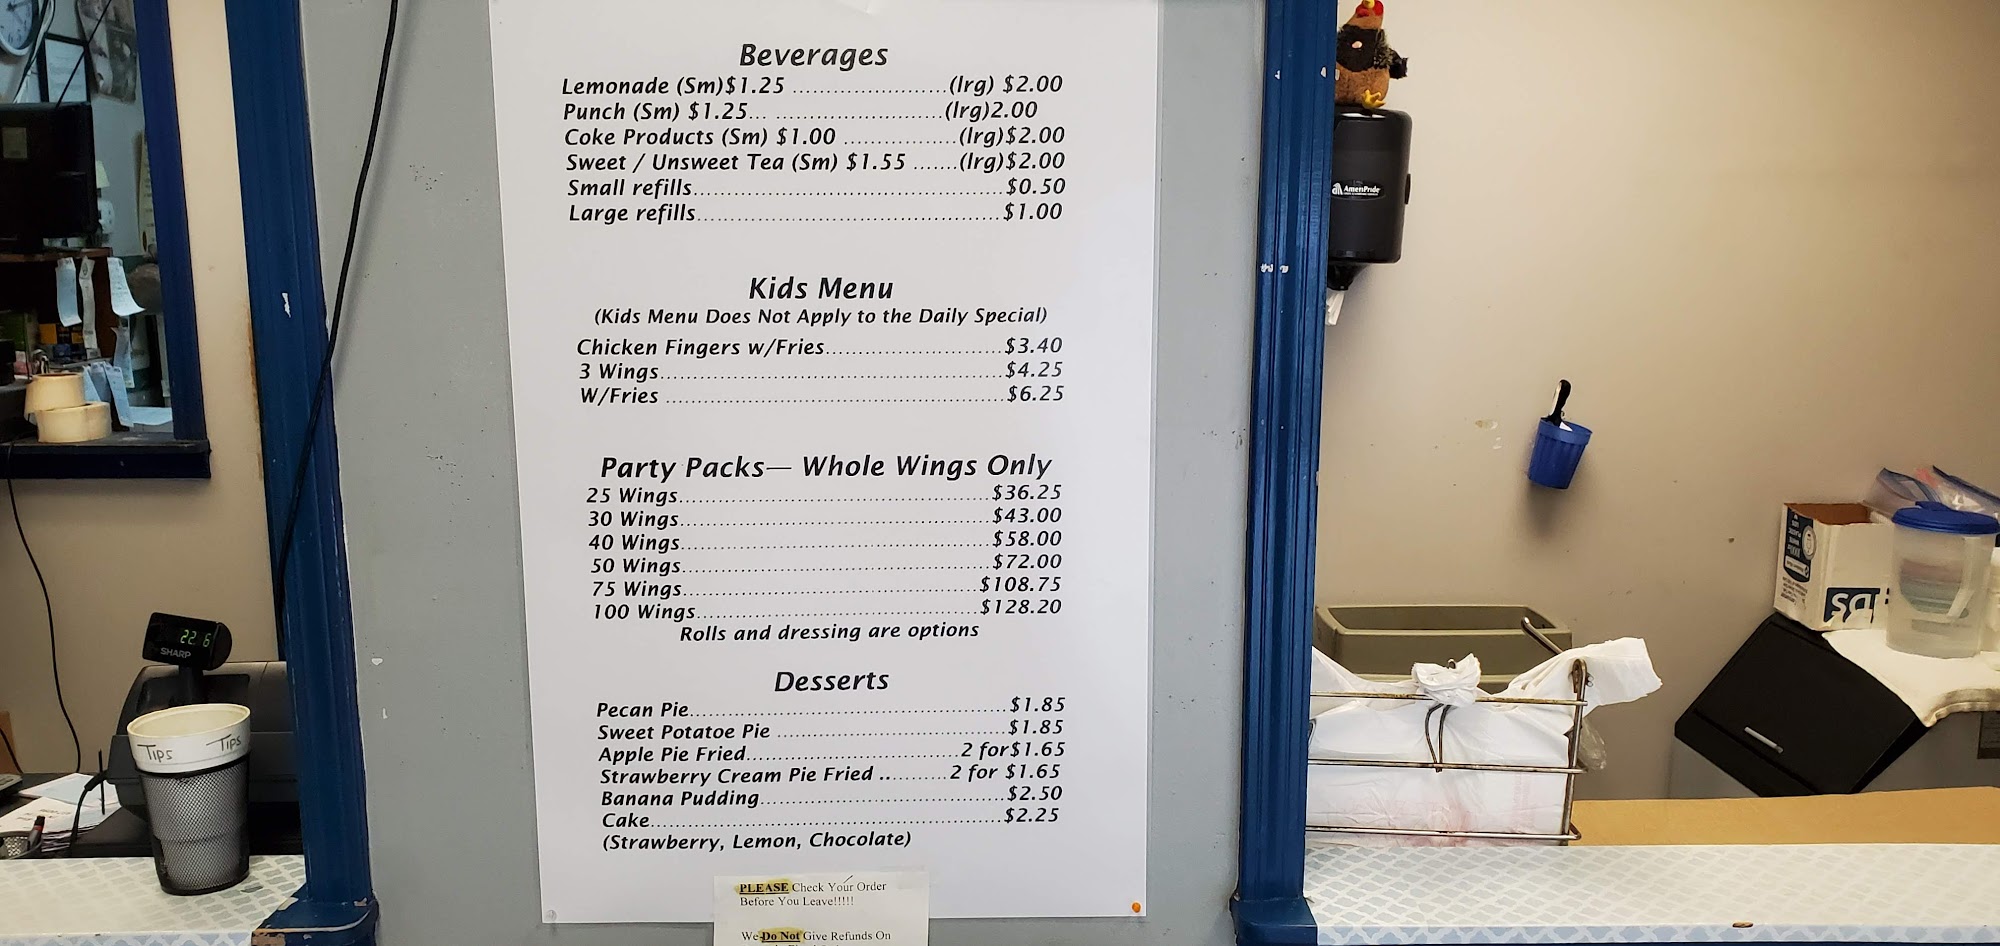 Beverages
Lemonade (Sm)$1.25 .......................(lrg) $2.00
Punch (Sm) $1.25... .........................(lrg)2.00
Coke Products (Sm) $1.00 .................(lrg)$2.00
Sweet / Unsweet Tea (Sm) $1.55 .......(lrg)$2.00
Small refills...............................................$0.50
Large refills..............................................$1.00
Kids Menu
(Kids Menu Does Not Apply to the Daily Special)
Chicken Fingers w/Fries...........................$3.40
3 Wings....................................................$4.25
W/Fries ...................................................$6.25
Party Packs— Whole Wings Only
25 Wings...............................................$36.25
30 Wings...............................................$43.00
40 Wings...............................................$58.00
50 Wings...............................................$72.00
75 Wings.............................................$108.75
100 Wings...........................................$128.20
Rolls and dressing are options
Desserts
Pecan Pie................................................$1.85
Sweet Potatoe Pie ...................................$1.85
Apple Pie Fried................................2 for$1.65
Strawberry Cream Pie Fried ...........2 for $1.65
Banana Pudding.....................................$2.50
Cake.....................................................$2.25
(Strawberry, Lemon, Chocolate)
PLEASE Check Your Order
Before You Leave!!!!!
We Do Not Give Refunds On
AmeriPride
22 6
SHARP
Tips Tips